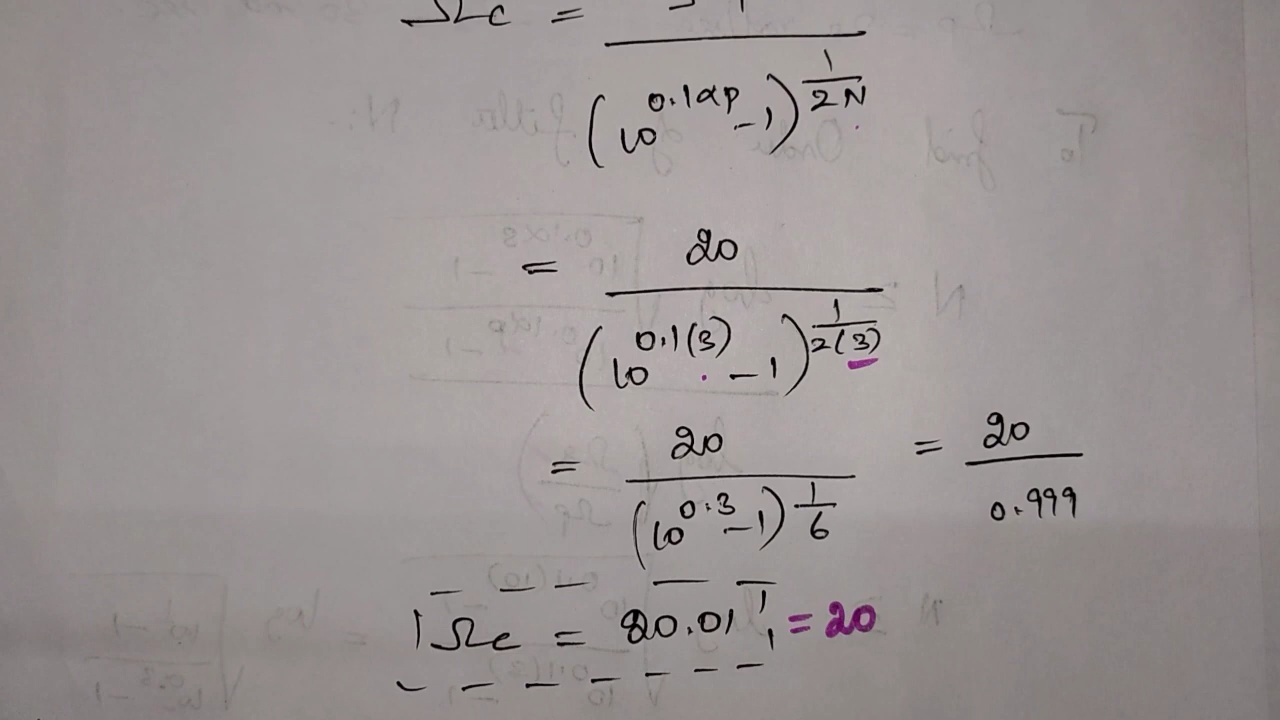 Ωc =
(10^0.1αp -1)^1/2N
= 20 / (10^0.1(3) -1)^1/2(3)
= 20 / (10^0.3 -1)^1/6 = 20 / 0.999
Ωc = 20.01 = 20